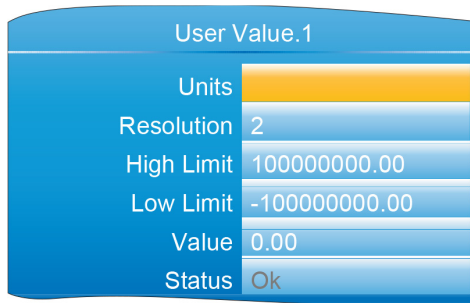 User Value.1
Units
Resolution 2
High Limit 100000000.00
Low Limit -100000000.00
Value 0.00
Status Ok